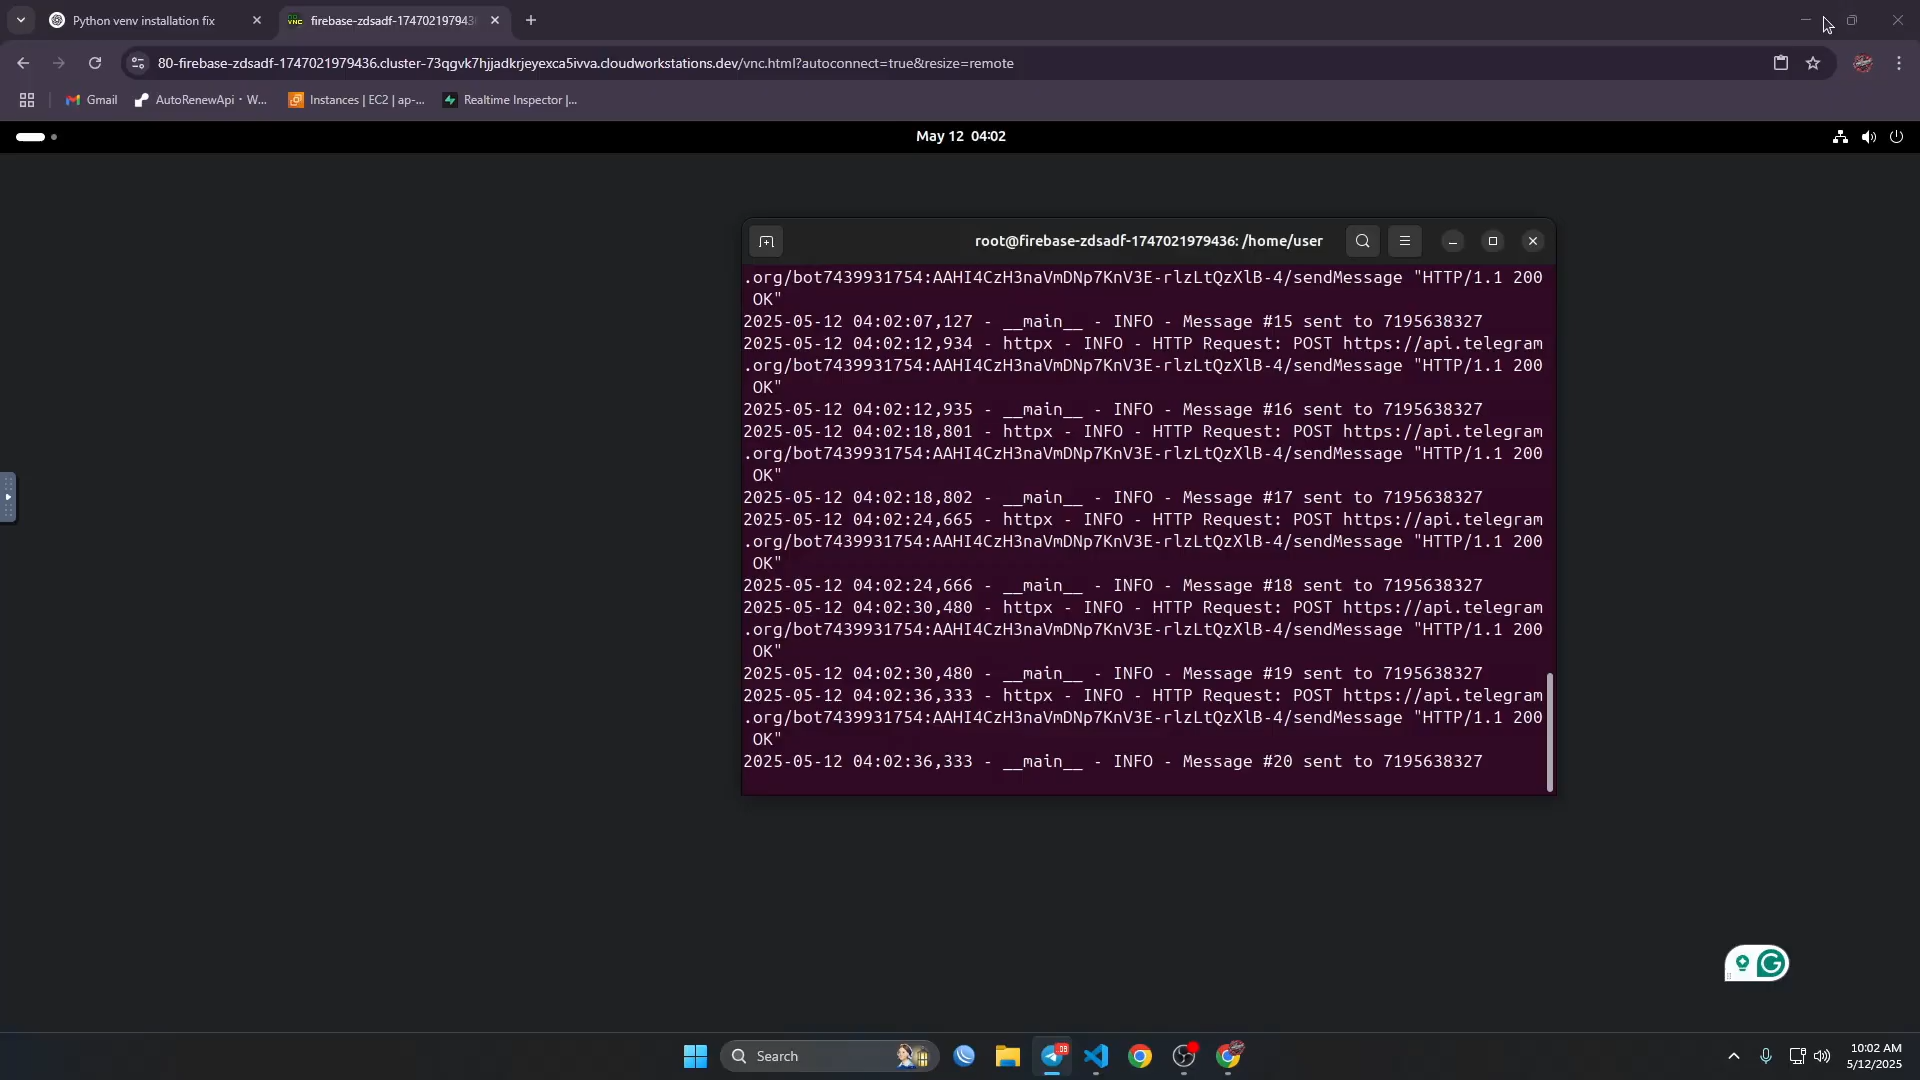 Python venv installation fix
firebase-zdsadf-1747021979436
80-firebase-zdsadf-1747021979436.cluster-73qgvk7hjjadkrjeyexca5ivva.cloudworkstations.dev/vnc.html?autoconnect=true&resize=remote
Gmail
AutoRenewApi · W...
Instances | EC2 | ap-...
Realtime Inspector |...
May 12 04:02
root@firebase-zdsadf-1747021979436: /home/user
.org/bot7439931754:AAHI4CzH3naVmDNp7KnV3E-rlzLtQzXlB-4/sendMessage "HTTP/1.1 200
OK"
2025-05-12 04:02:07,127 - __main__ - INFO - Message #15 sent to 7195638327
2025-05-12 04:02:12,934 - httpx - INFO - HTTP Request: POST https://api.telegram
.org/bot7439931754:AAHI4CzH3naVmDNp7KnV3E-rlzLtQzXlB-4/sendMessage "HTTP/1.1 200
OK"
2025-05-12 04:02:12,935 - __main__ - INFO - Message #16 sent to 7195638327
2025-05-12 04:02:18,801 - httpx - INFO - HTTP Request: POST https://api.telegram
.org/bot7439931754:AAHI4CzH3naVmDNp7KnV3E-rlzLtQzXlB-4/sendMessage "HTTP/1.1 200
OK"
2025-05-12 04:02:18,802 - __main__ - INFO - Message #17 sent to 7195638327
2025-05-12 04:02:24,665 - httpx - INFO - HTTP Request: POST https://api.telegram
.org/bot7439931754:AAHI4CzH3naVmDNp7KnV3E-rlzLtQzXlB-4/sendMessage "HTTP/1.1 200
OK"
2025-05-12 04:02:24,666 - __main__ - INFO - Message #18 sent to 7195638327
2025-05-12 04:02:30,480 - httpx - INFO - HTTP Request: POST https://api.telegram
.org/bot7439931754:AAHI4CzH3naVmDNp7KnV3E-rlzLtQzXlB-4/sendMessage "HTTP/1.1 200
OK"
2025-05-12 04:02:30,480 - __main__ - INFO - Message #19 sent to 7195638327
2025-05-12 04:02:36,333 - httpx - INFO - HTTP Request: POST https://api.telegram
.org/bot7439931754:AAHI4CzH3naVmDNp7KnV3E-rlzLtQzXlB-4/sendMessage "HTTP/1.1 200
OK"
2025-05-12 04:02:36,333 - __main__ - INFO - Message #20 sent to 7195638327
Search
10:02 AM
5/12/2025